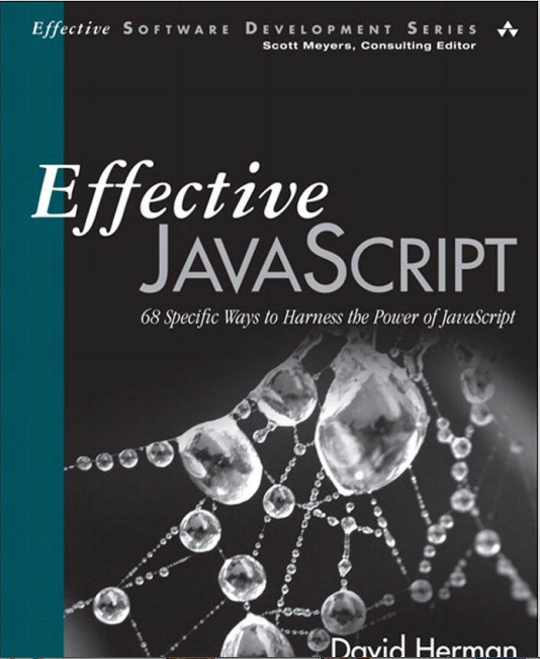 Effective SOFTWARE DEVELOPMENT SERIES
Scott Meyers, Consulting Editor
Effective
JAVASCRIPT
68 Specific Ways to Harness the Power of JavaScript
David Herman